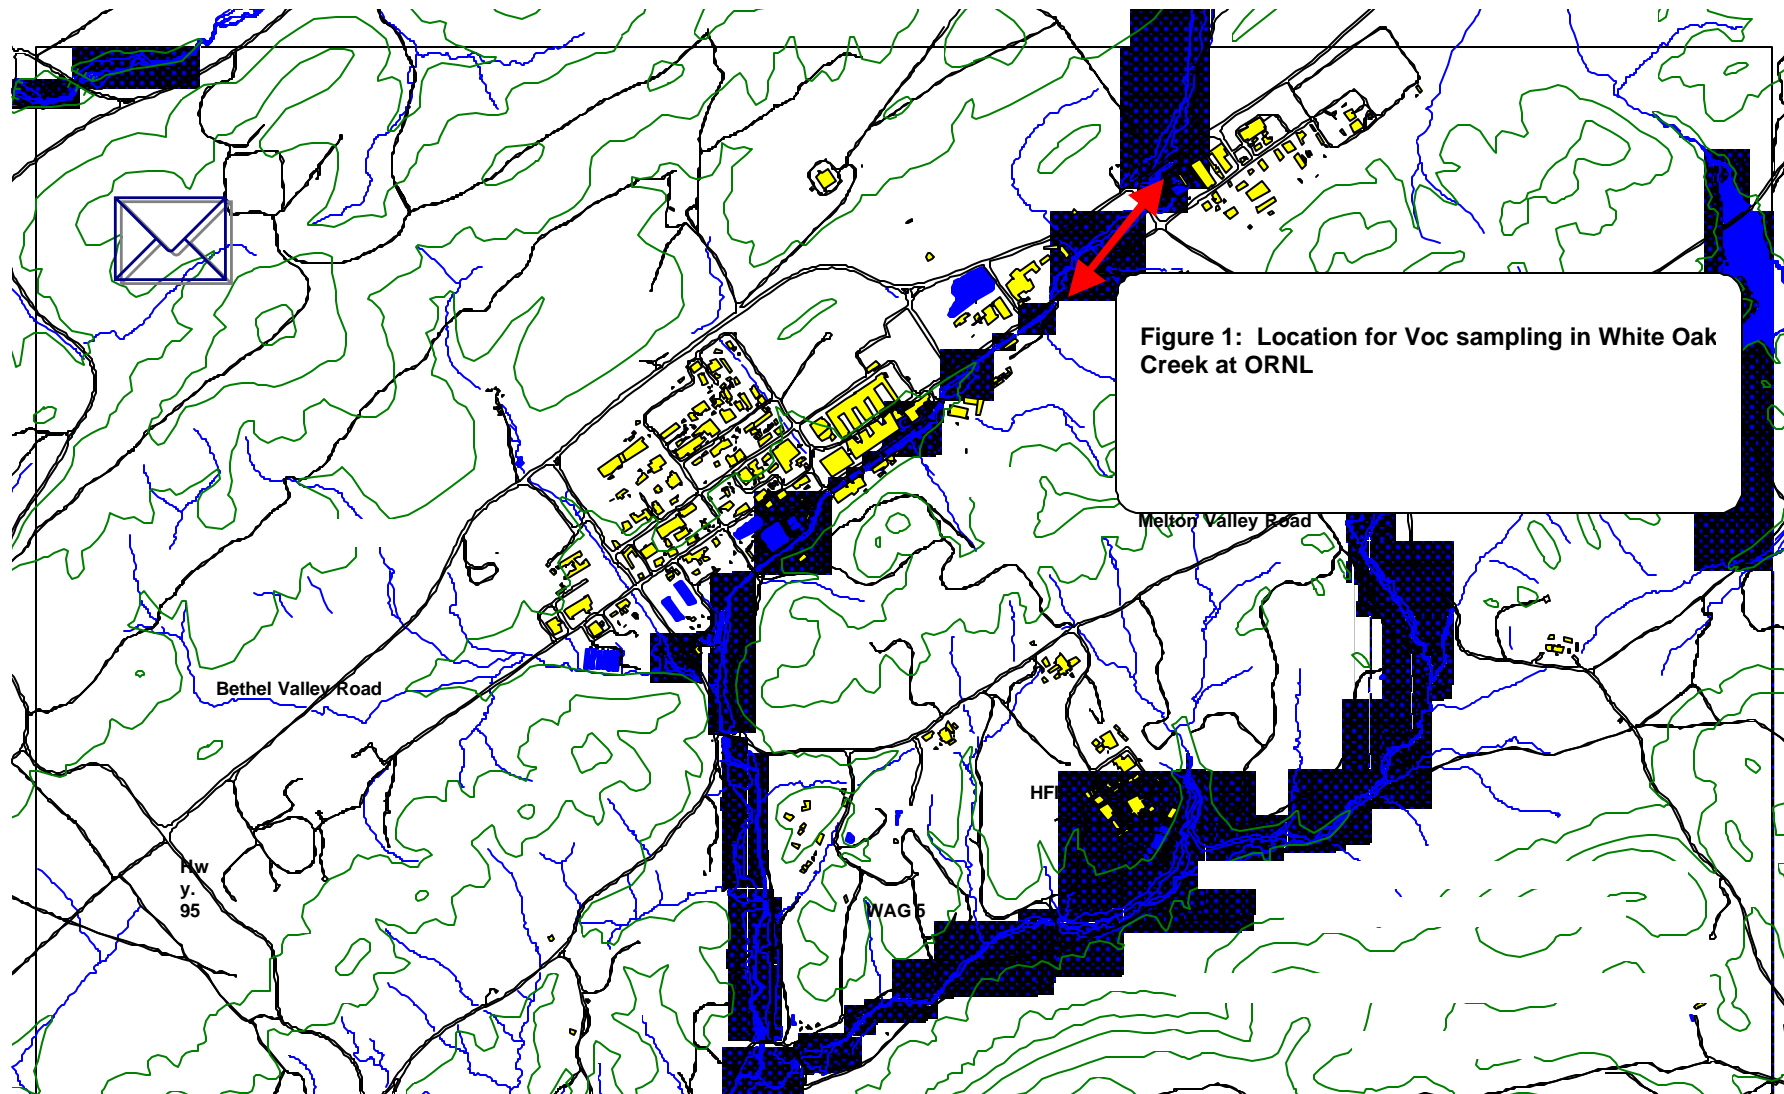 Figure 1:  Location for Voc sampling in White Oak
Creek at ORNL
Melton Valley Road
Bethel Valley Road
HFI
Hw
y.
95
WAG 5